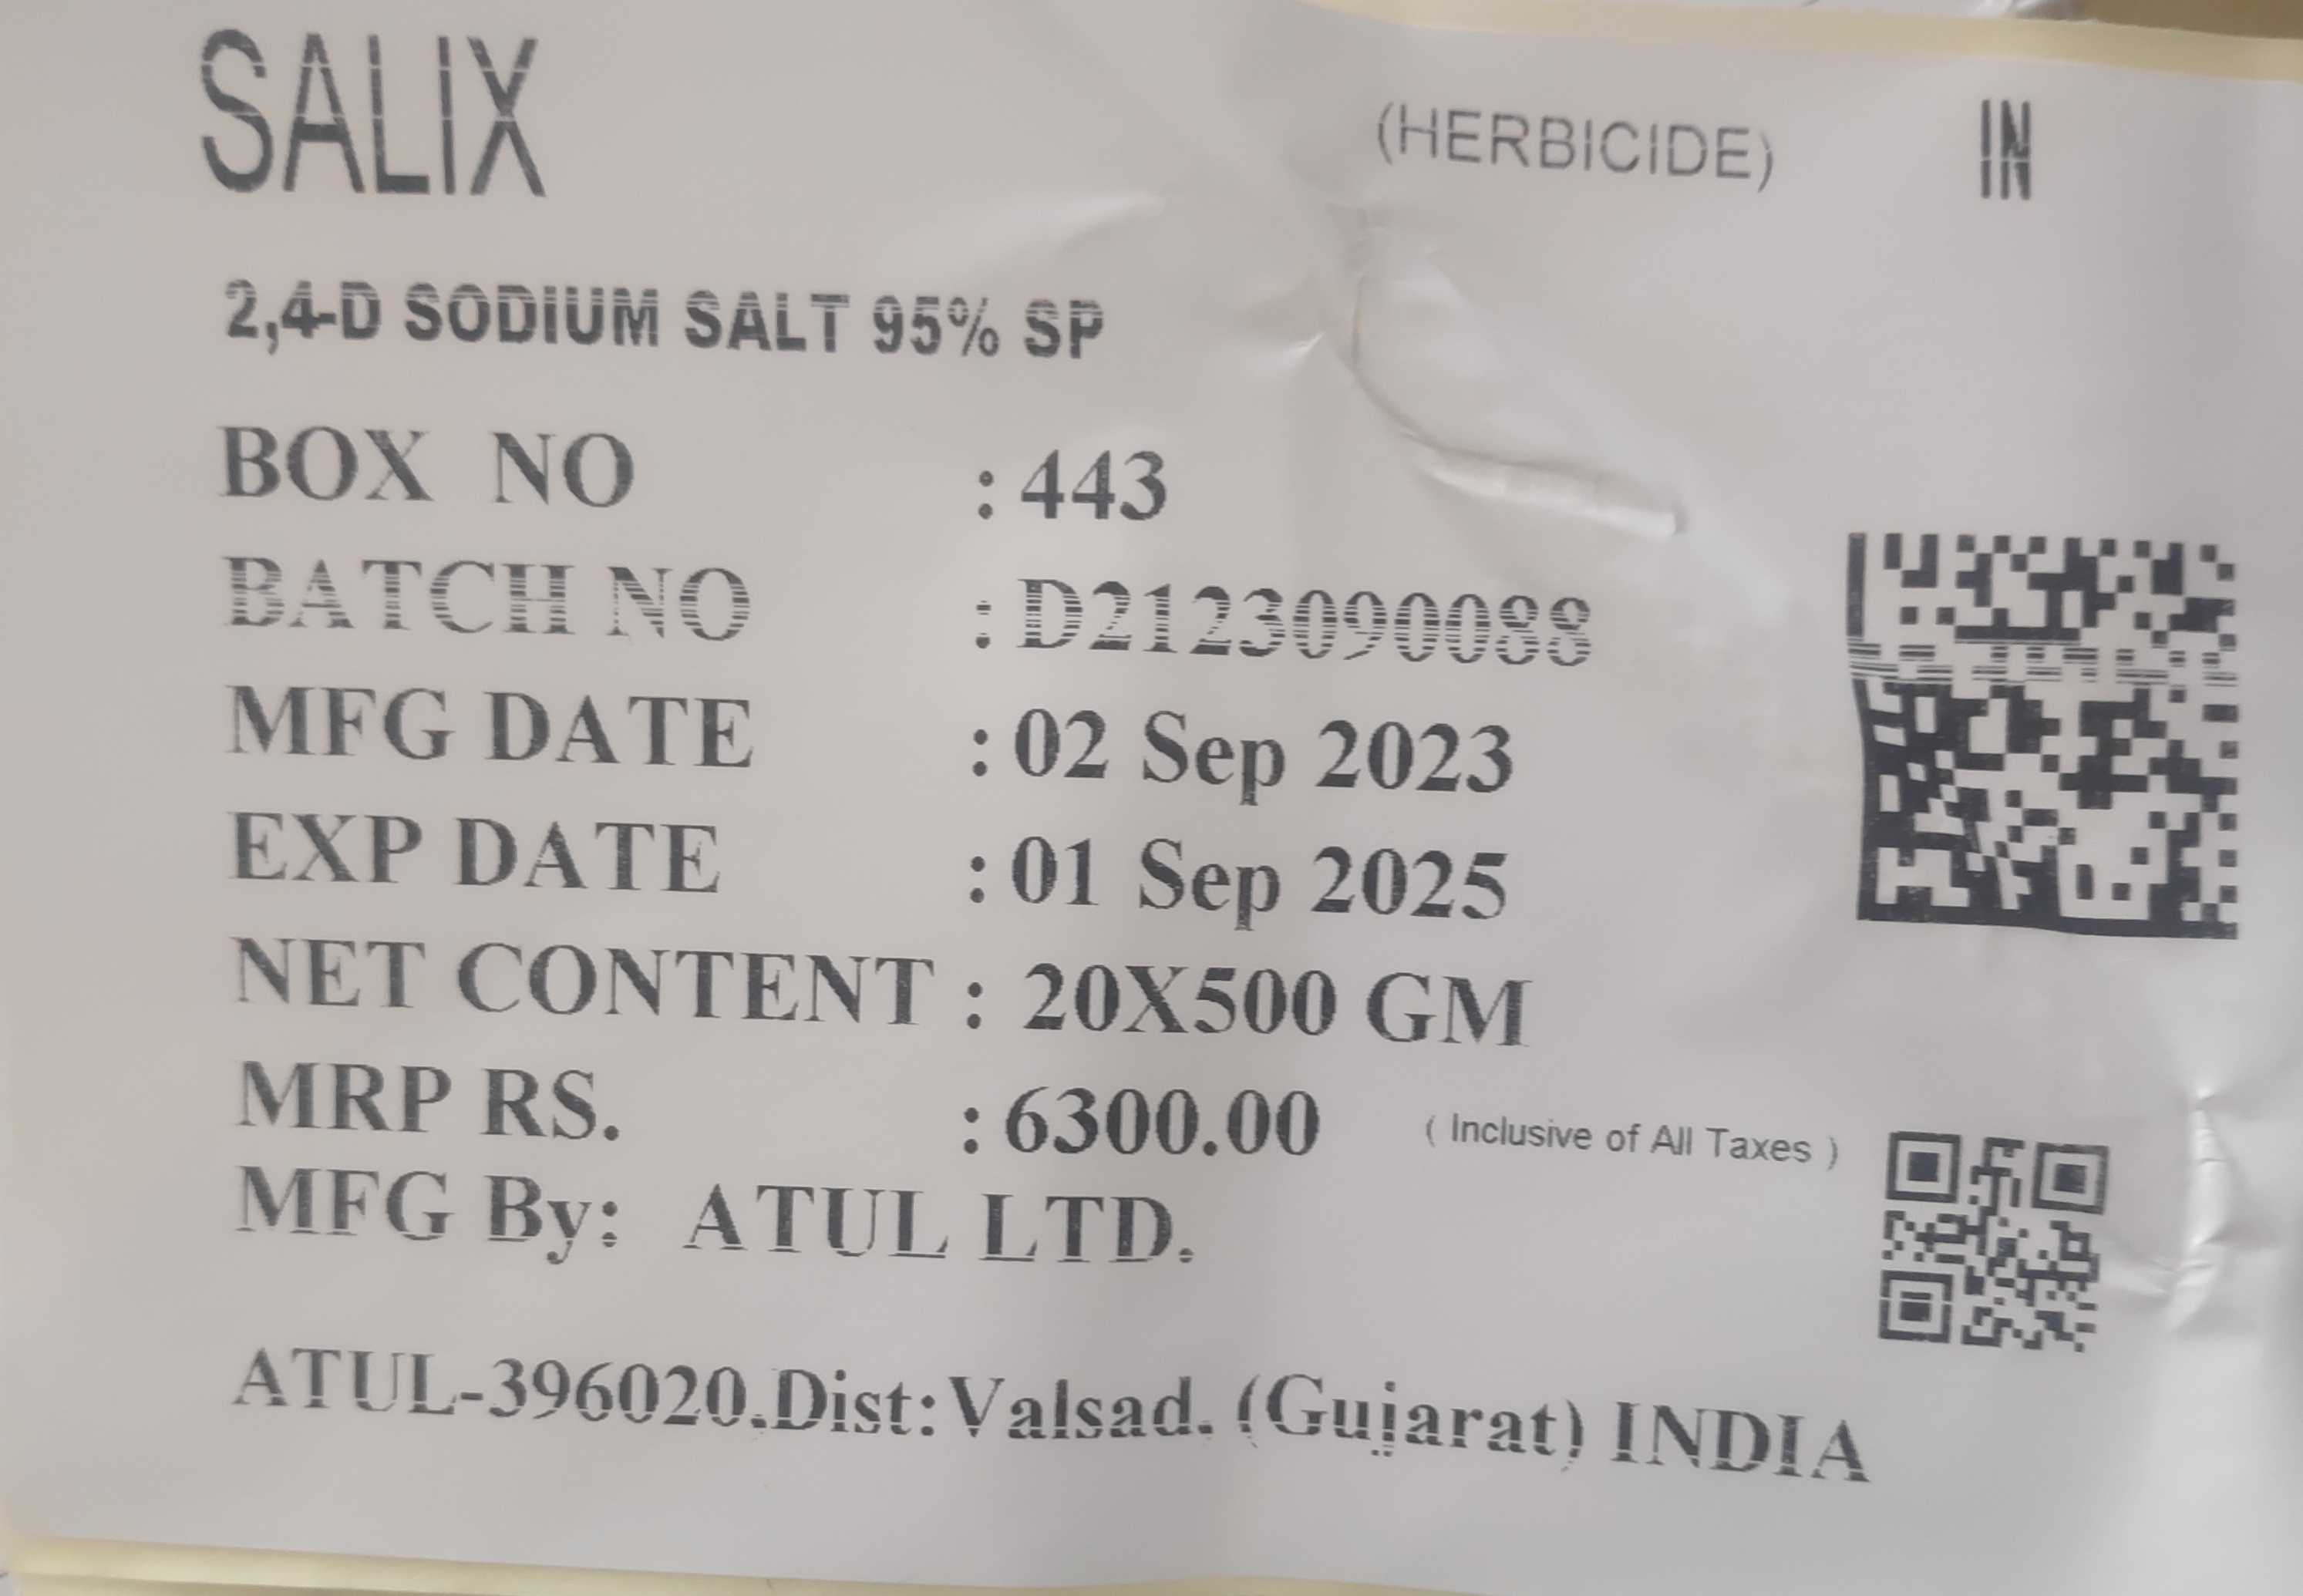 SALIX (HERBICIDE) IN
2,4-D SODIUM SALT 95% SP
BOX NO : 443
BATCH NO : D2123090088
MFG DATE : 02 Sep 2023
EXP DATE : 01 Sep 2025
NET CONTENT : 20X500 GM
MRP RS. : 6300.00 ( Inclusive of All Taxes )
MFG By: ATUL LTD.
ATUL-396020.Dist: Valsad. (Gujarat) INDIA